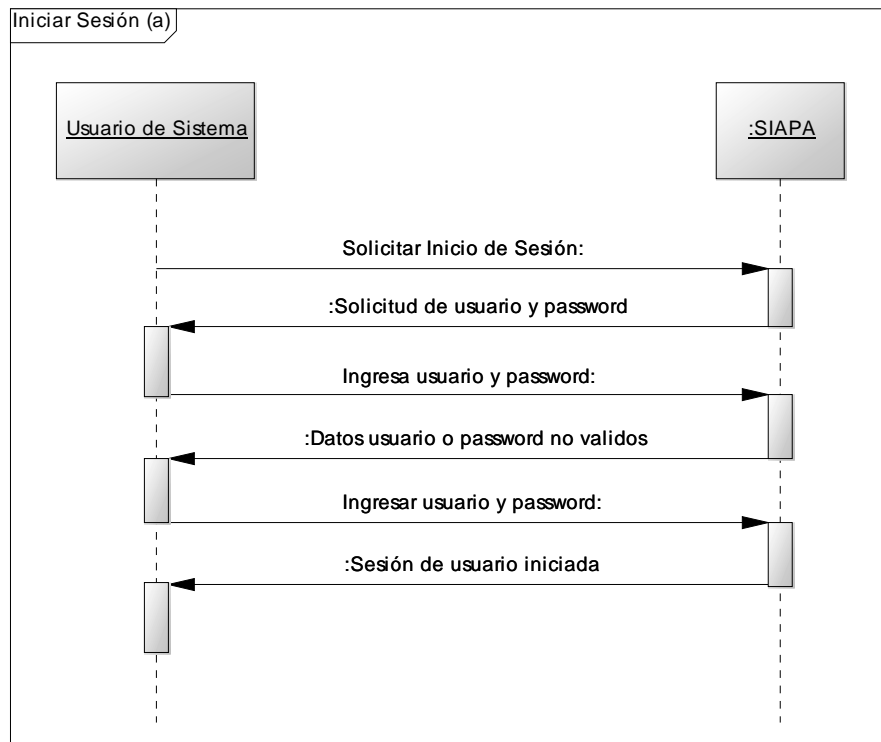 Iniciar Sesión (a)
Usuario de Sistema
:SIAPA
Solicitar Inicio de Sesión:
:Solicitud de usuario y password
Ingresa usuario y password:
:Datos usuario o password no validos
Ingresar usuario y password:
:Sesión de usuario iniciada